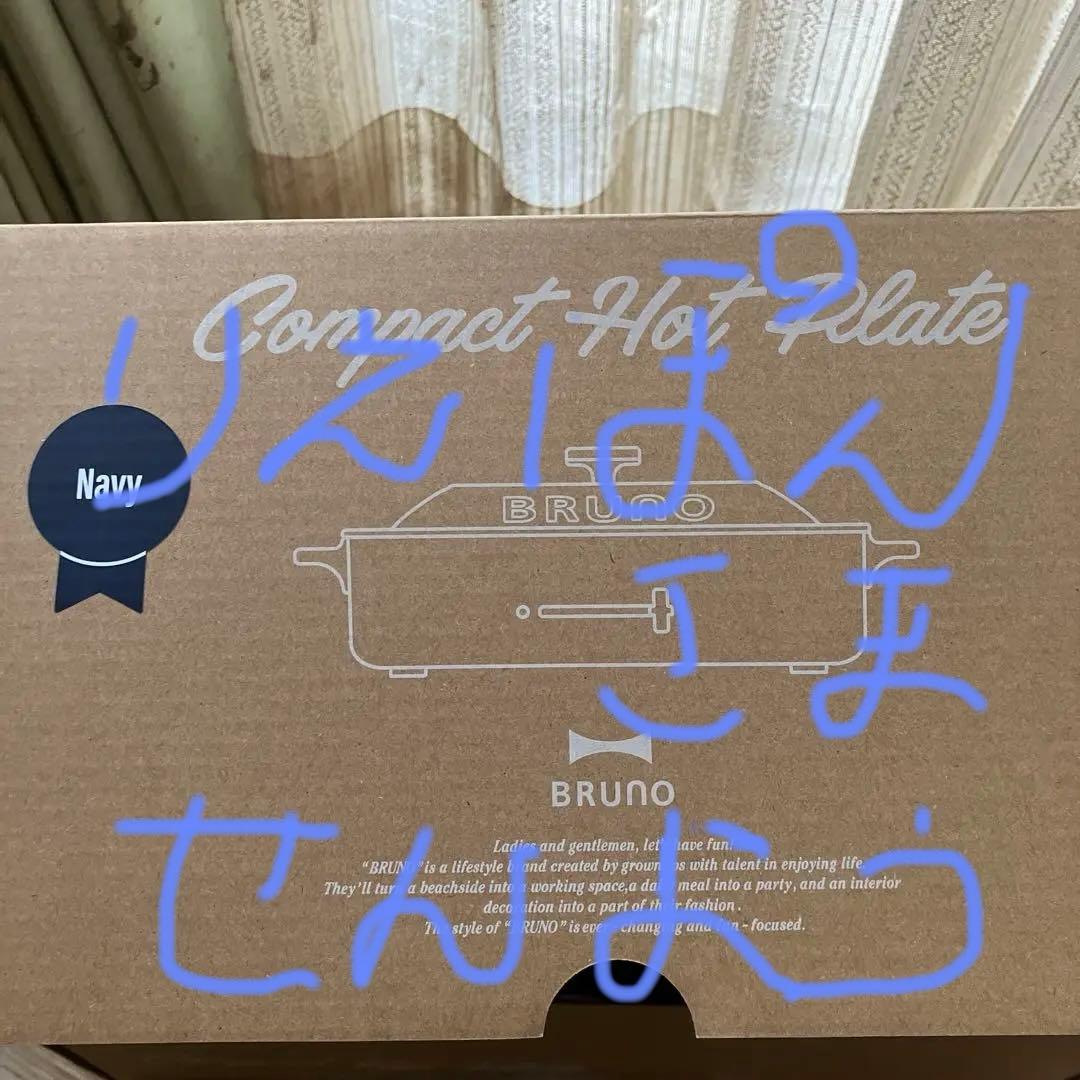 Compact Hot Plate
りえぽん
Navy
BRUNO
さま
BRUNO
せんよう
Ladies and gentlemen, let's have fun.
“BRUNO” is a lifestyle brand created by grownups with talent in enjoying life.
They'll turn a beachside into a working space, a daily meal into a party, and an interior
decoration into a part of their fashion.
The style of “BRUNO” is ever changing and fun - focused.